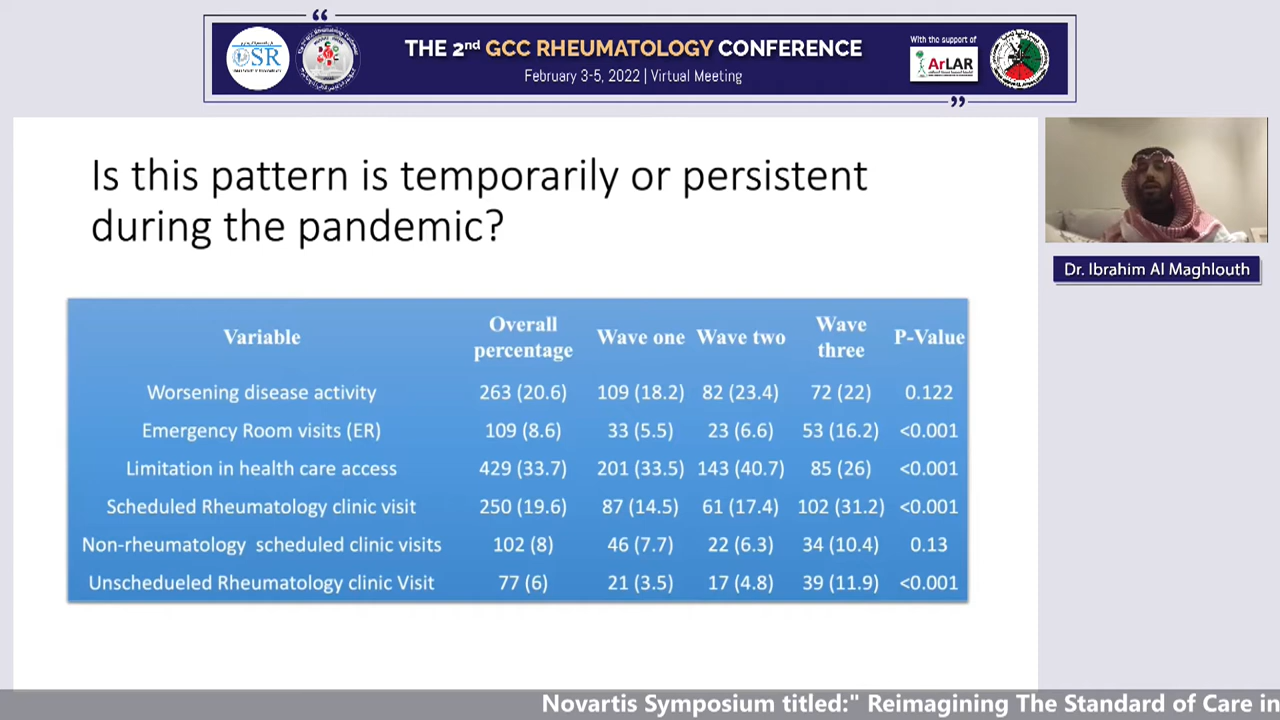 “
THE 2nd GCC RHEUMATOLOGY CONFERENCE
February 3-5, 2022 | Virtual Meeting
With the support of
OSR
ArLAR
”
Is this pattern is temporarily or persistent
during the pandemic?
Dr. Ibrahim Al Maghlouth
Variable Overall percentage Wave one Wave two Wave three P-Value
Worsening disease activity 263 (20.6) 109 (18.2) 82 (23.4) 72 (22) 0.122
Emergency Room visits (ER) 109 (8.6) 33 (5.5) 23 (6.6) 53 (16.2) <0.001
Limitation in health care access 429 (33.7) 201 (33.5) 143 (40.7) 85 (26) <0.001
Scheduled Rheumatology clinic visit 250 (19.6) 87 (14.5) 61 (17.4) 102 (31.2) <0.001
Non-rheumatology scheduled clinic visits 102 (8) 46 (7.7) 22 (6.3) 34 (10.4) 0.13
Unschedueled Rheumatology clinic Visit 77 (6) 21 (3.5) 17 (4.8) 39 (11.9) <0.001
Novartis Symposium titled:" Reimagining The Standard of Care in